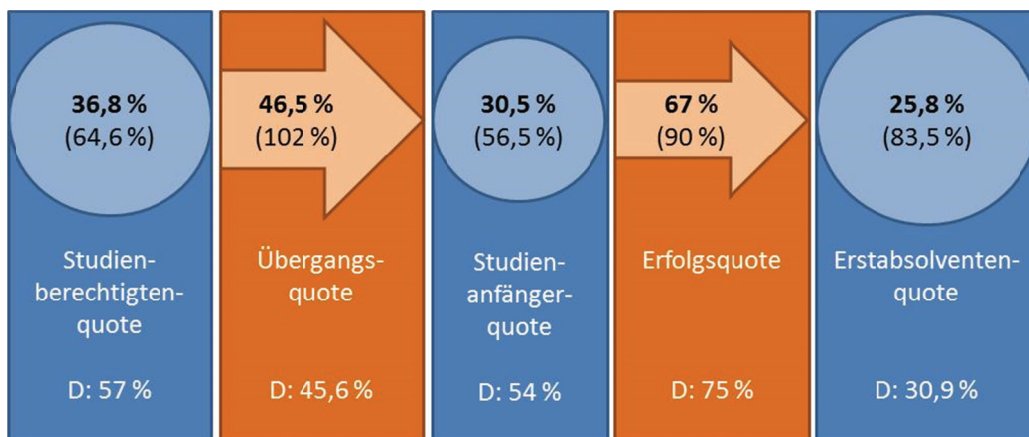 36,8 %
(64,6 %)
Studien-
berechtigten-
quote
D: 57 %
46,5 %
(102 %)
Übergangs-
quote
D: 45,6 %
30,5 %
(56,5 %)
Studien-
anfänger-
quote
D: 54 %
67 %
(90 %)
Erfolgsquote
D: 75 %
25,8 %
(83,5 %)
Erstabsolventen-
quote
D: 30,9 %